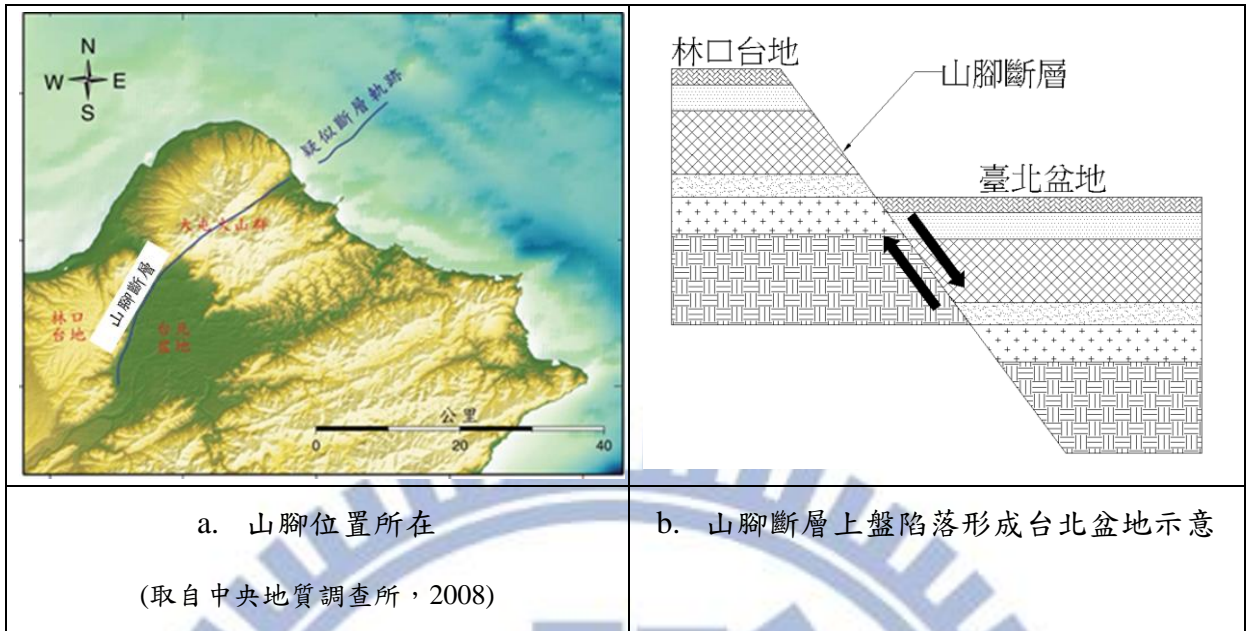 N
W E
S
疑似斷層軌跡
大屯火山群
山腳斷層
林口
台地
台北
盆地
公里
0 20 40
林口台地
山腳斷層
臺北盆地
a. 山腳位置所在
(取自中央地質調查所，2008)
b. 山腳斷層上盤陷落形成台北盆地示意